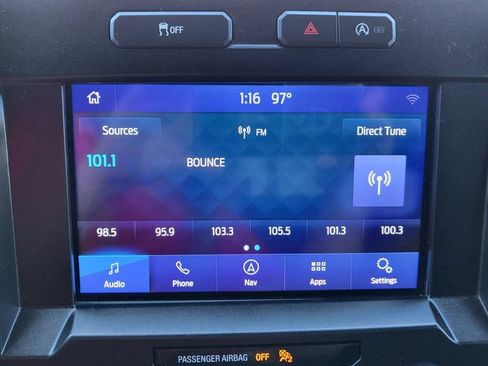 OFF OFF
1:16 97°
Sources FM Direct Tune
101.1 BOUNCE
98.5 95.9 103.3 105.5 101.3 100.3
Audio Phone Nav Apps Settings
PASSENGER AIRBAG OFF 2